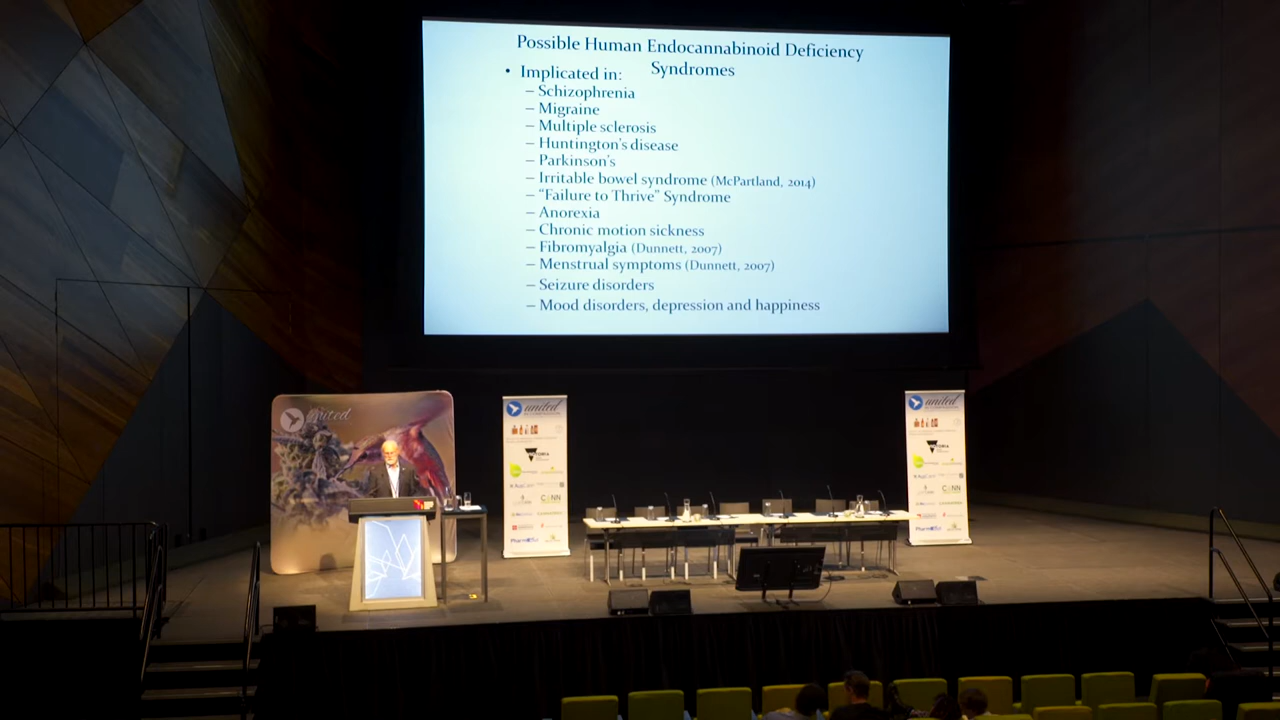 Possible Human Endocannabinoid Deficiency
Syndromes
• Implicated in:
– Schizophrenia
– Migraine
– Multiple sclerosis
– Huntington's disease
– Parkinson's
– Irritable bowel syndrome (McPartland, 2014)
– “Failure to Thrive” Syndrome
– Anorexia
– Chronic motion sickness
– Fibromyalgia (Dunnett, 2007)
– Menstrual symptoms (Dunnett, 2007)
– Seizure disorders
– Mood disorders, depression and happiness
united
united
united
CANN
CANN